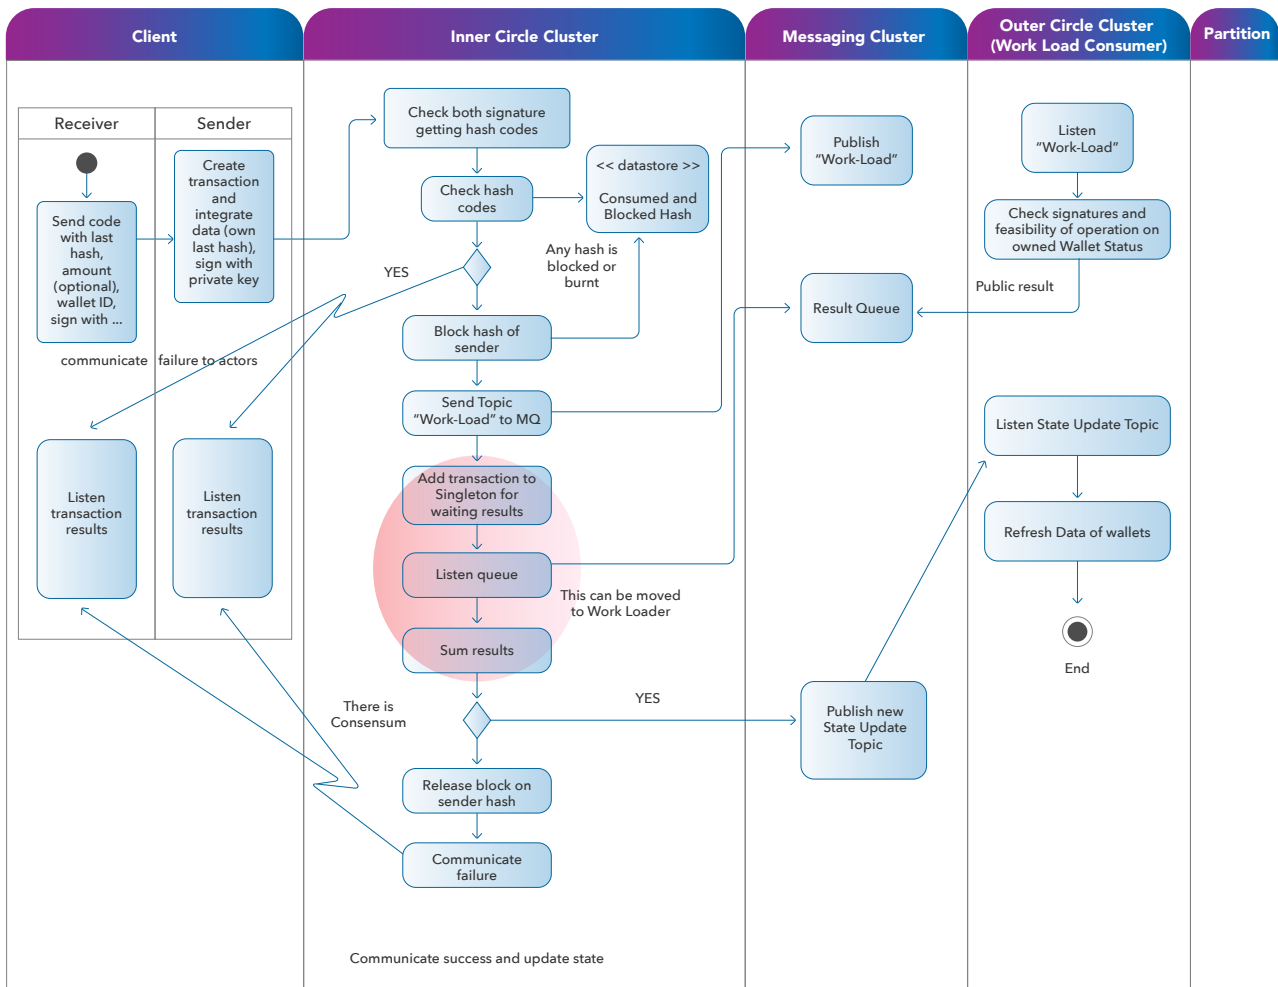 Client
Inner Circle Cluster
Messaging Cluster
Outer Circle Cluster
(Work Load Consumer)
Partition
Receiver
Sender
Send code
with last
hash,
amount
(optional),
wallet ID,
sign with ...
Create
transaction
and
integrate
data (own
last hash),
sign with
private key
communicate failure to actors
Listen
transaction
results
Listen
transaction
results
Check both signature
getting hash codes
Check hash
codes
<< datastore >>
Consumed and
Blocked Hash
Any hash is
blocked or
burnt
YES
Block hash of
sender
Send Topic
“Work-Load” to MQ
Add transaction to
Singleton for
waiting results
Listen queue
This can be moved
to Work Loader
Sum results
There is
Consensum
YES
Release block on
sender hash
Communicate
failure
Communicate success and update state
Publish
“Work-Load”
Result Queue
Publish new
State Update
Topic
Listen
“Work-Load”
Check signatures and
feasibility of operation on
owned Wallet Status
Public result
Listen State Update Topic
Refresh Data of wallets
End